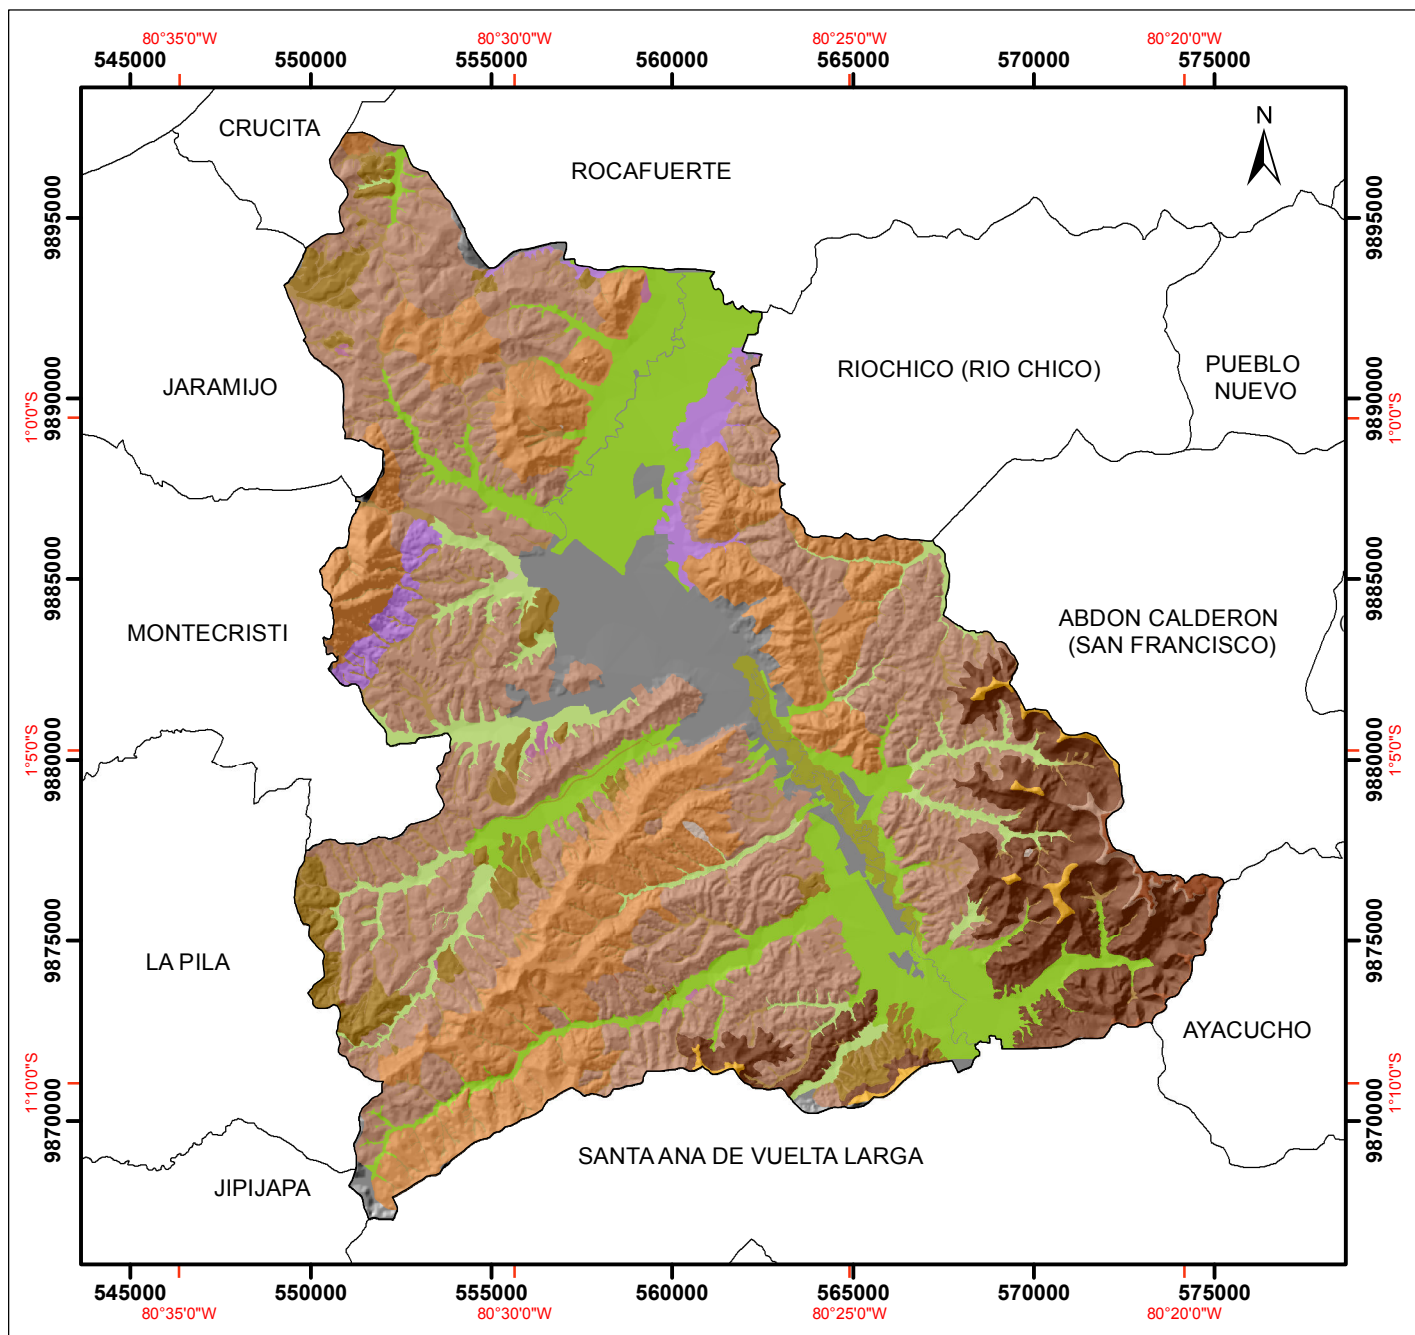 80°35'0"W 80°30'0"W 80°25'0"W 80°20'0"W
545000 550000 555000 560000 565000 570000 575000
N
CRUCITA
ROCAFUERTE
9895000 9895000
JARAMIJO
RIOCHICO (RIO CHICO)
PUEBLO
NUEVO
9890000 9890000
1°0'0"S 1°0'0"S
9885000 9885000
MONTECRISTI
ABDON CALDERON
(SAN FRANCISCO)
1°5'0"S 1°5'0"S
9880000 9880000
LA PILA
9875000 9875000
AYACUCHO
1°10'0"S 1°10'0"S
9870000 9870000
SANTA ANA DE VUELTA LARGA
JIPIJAPA
545000 550000 555000 560000 565000 570000 575000
80°35'0"W 80°30'0"W 80°25'0"W 80°20'0"W